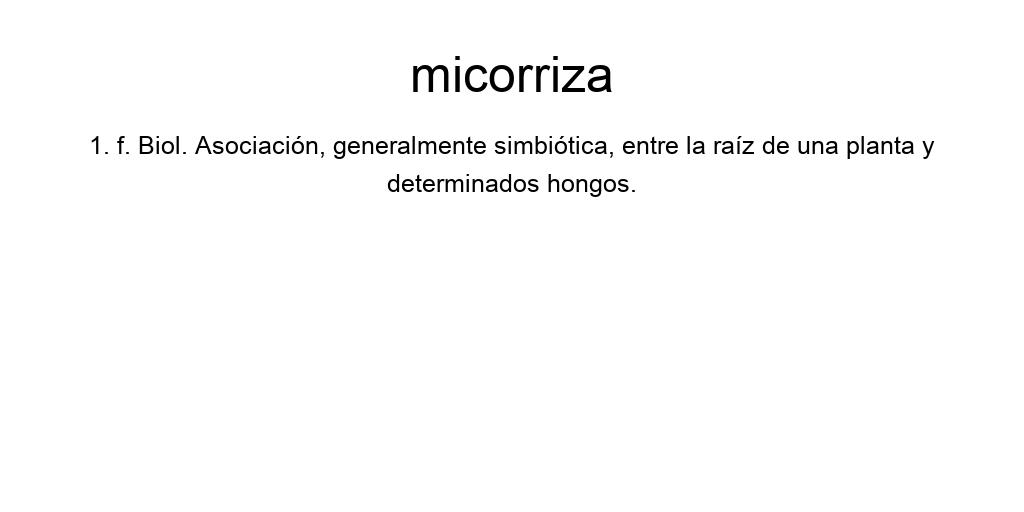 micorriza
1. f. Biol. Asociación, generalmente simbiótica, entre la raíz de una planta y
determinados hongos.